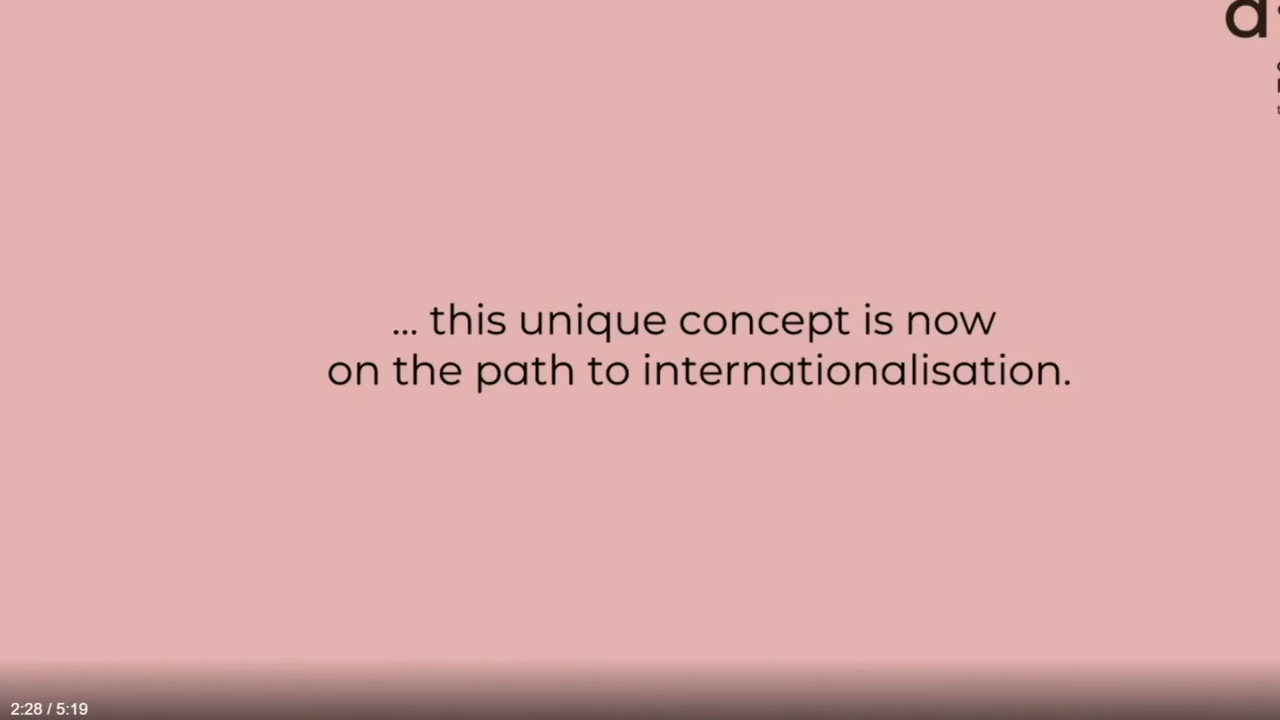 ... this unique concept is now
on the path to internationalisation.
2:28 / 5:19